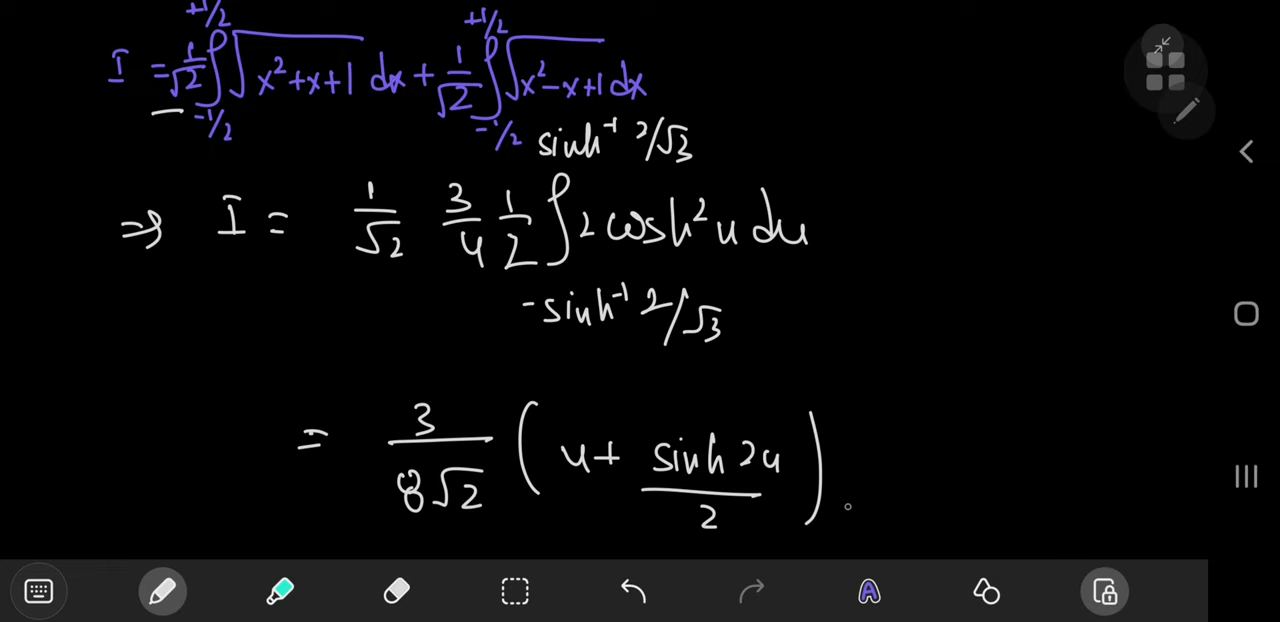 I = 1/√2 ∫_{-1/2}^{+1/2} √(x²+x+1) dx + 1/√2 ∫_{-1/2}^{+1/2} √(x²-x+1) dx
⇒ I = 1/√2 3/4 1/2 ∫_{-sinh⁻¹ 2/√3}^{sinh⁻¹ 2/√3} 2 cosh² u du
= 3/(8√2) (u + sinh 2u/2)